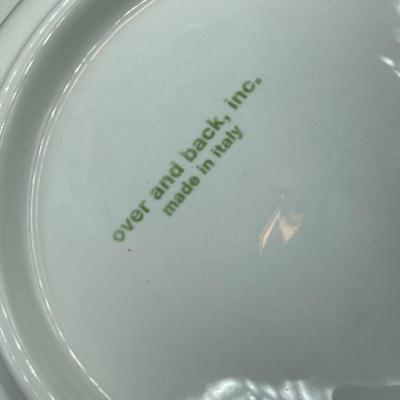 over and back, inc.
made in italy